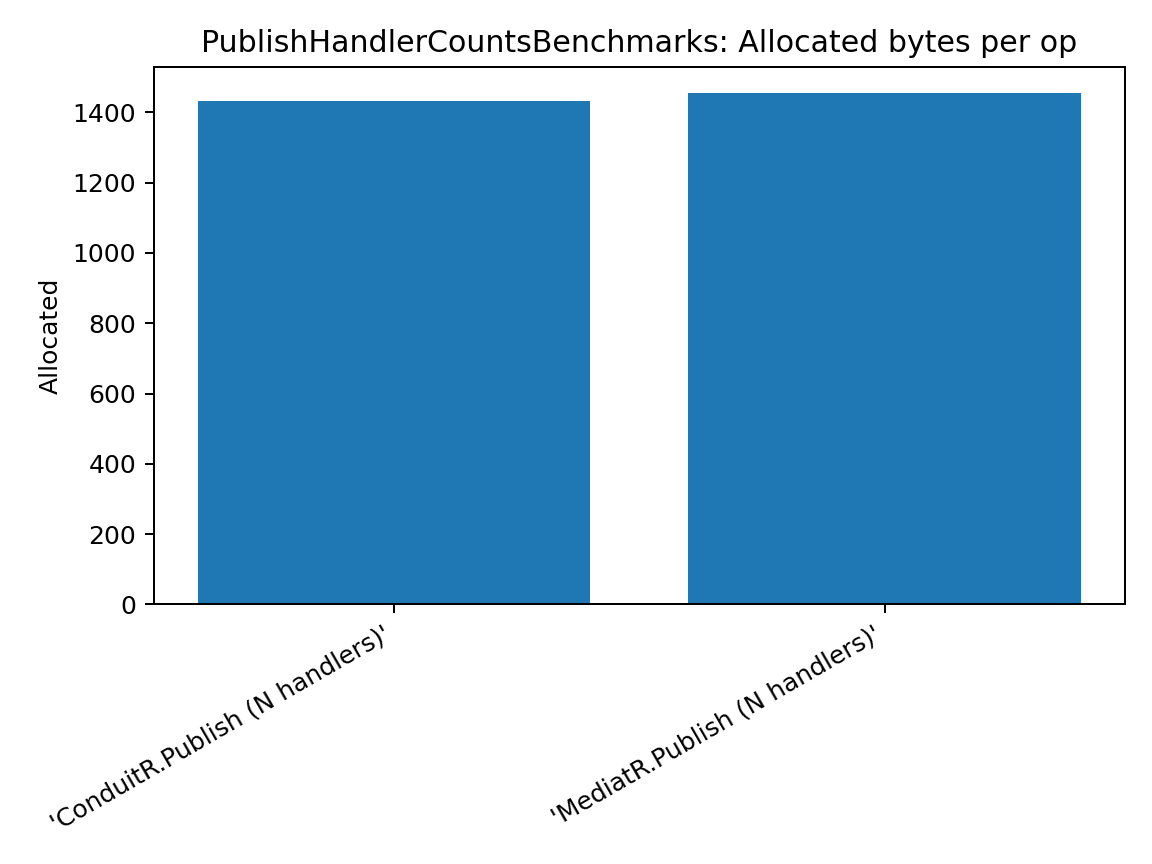 PublishHandlerCountsBenchmarks: Allocated bytes per op
Allocated
1400
1200
1000
800
600
400
200
0
'ConduitR.Publish (N handlers)'
'MediatR.Publish (N handlers)'